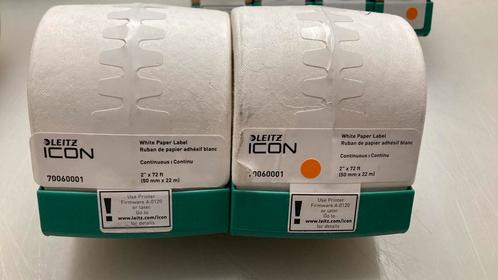 LEITZ
ICON
70060001
White Paper Label
Ruban de papier adhésif blanc
Continuous | Continu
2" x 72 ft
(50 mm x 22 m)
!
Use Printer
Firmware A-0120
or later.
Go to
www.leitz.com/icon
for details
LEITZ
ICON
70060001
White Paper Label
Ruban de papier adhésif blanc
Continuous | Continu
2" x 72 ft
(50 mm x 22 m)
!
Use Printer
Firmware A-0120
or later.
Go to
www.leitz.com/icon
for details